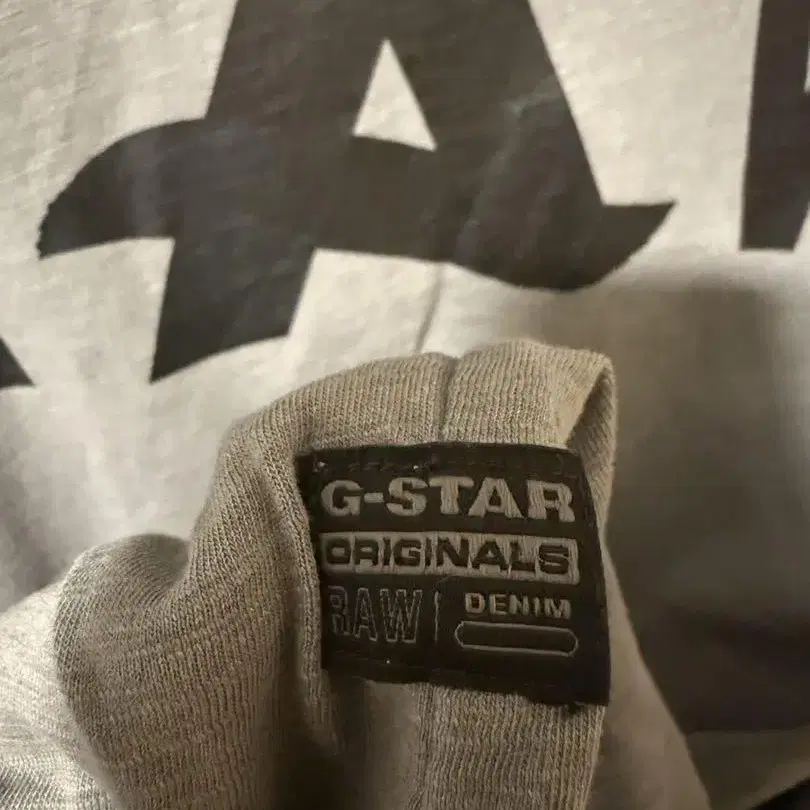 A
G-STAR
ORIGINALS
RAW DENIM